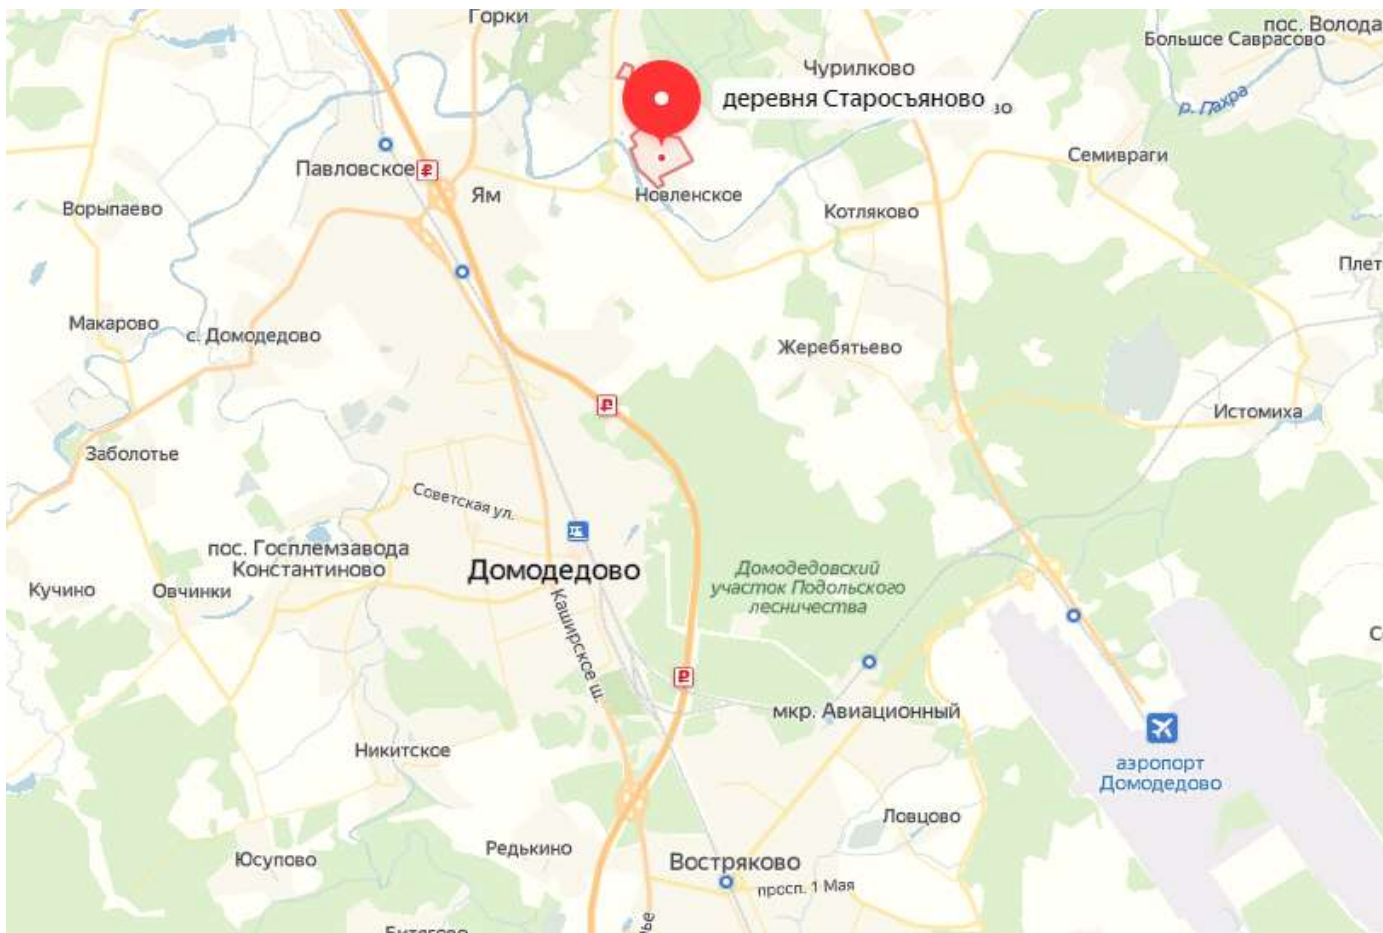 Горки
пос. Волода
Большое Саврасово
Чурилково
деревня Старосъяново
р. Пахра
Семивраги
Павловское
Ям
Новленское
Ворыпаево
Котляково
Плет
Макарово
с. Домодедово
Жеребятьево
Истомиха
Заболотье
Советская ул.
пос. Госплемзавода
Константиново
Домодедово
Домодедовский
участок Подольского
лесничества
Кучино
Овчинки
Каширское ш.
мкр. Авиационный
Никитское
аэропорт
Домодедово
Ловцово
Редькино
Юсупово
Востряково
просп. 1 Мая